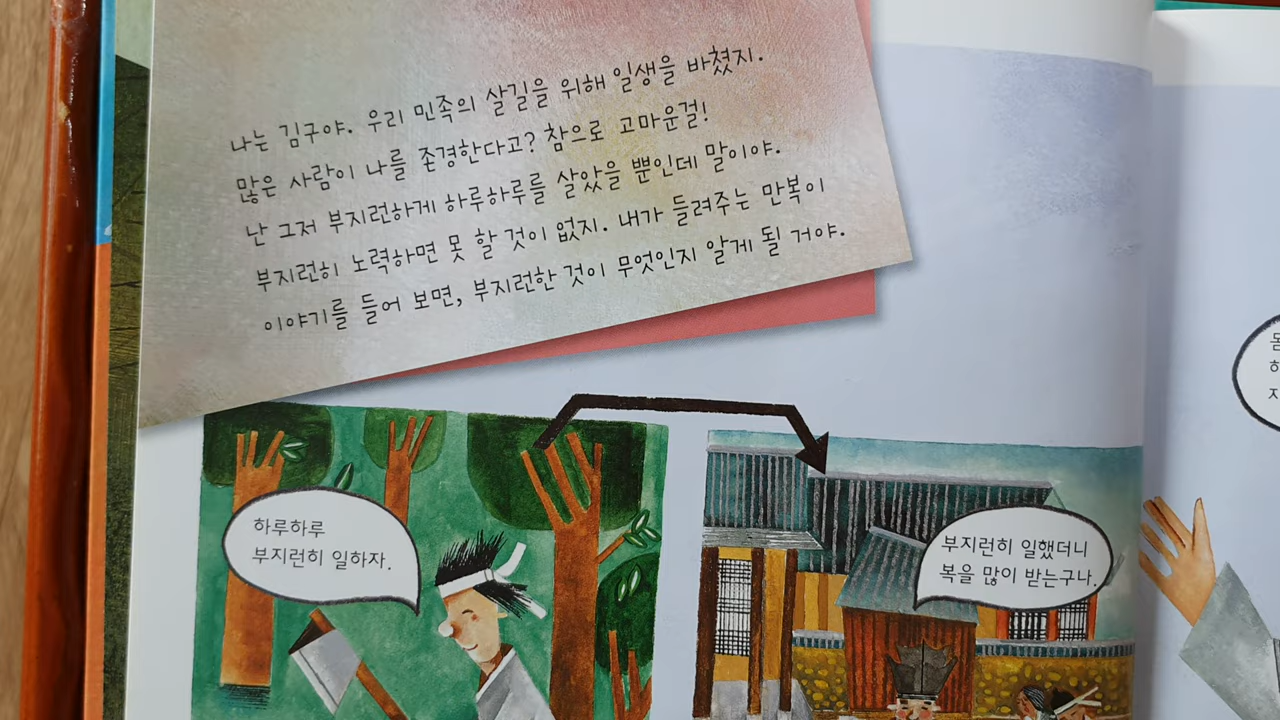 나는 김구야. 우리 민족의 살길을 위해 일생을 바쳤지.
많은 사람이 나를 존경한다고? 참으로 고마운걸!
난 그저 부지런하게 하루하루를 살았을 뿐인데 말이야.
부지런히 노력하면 못 할 것이 없지. 내가 들려주는 만복이
이야기를 들어 보면, 부지런한 것이 무엇인지 알게 될 거야.
하루하루
부지런히 일하자.
부지런히 일했더니
복을 많이 받는구나.